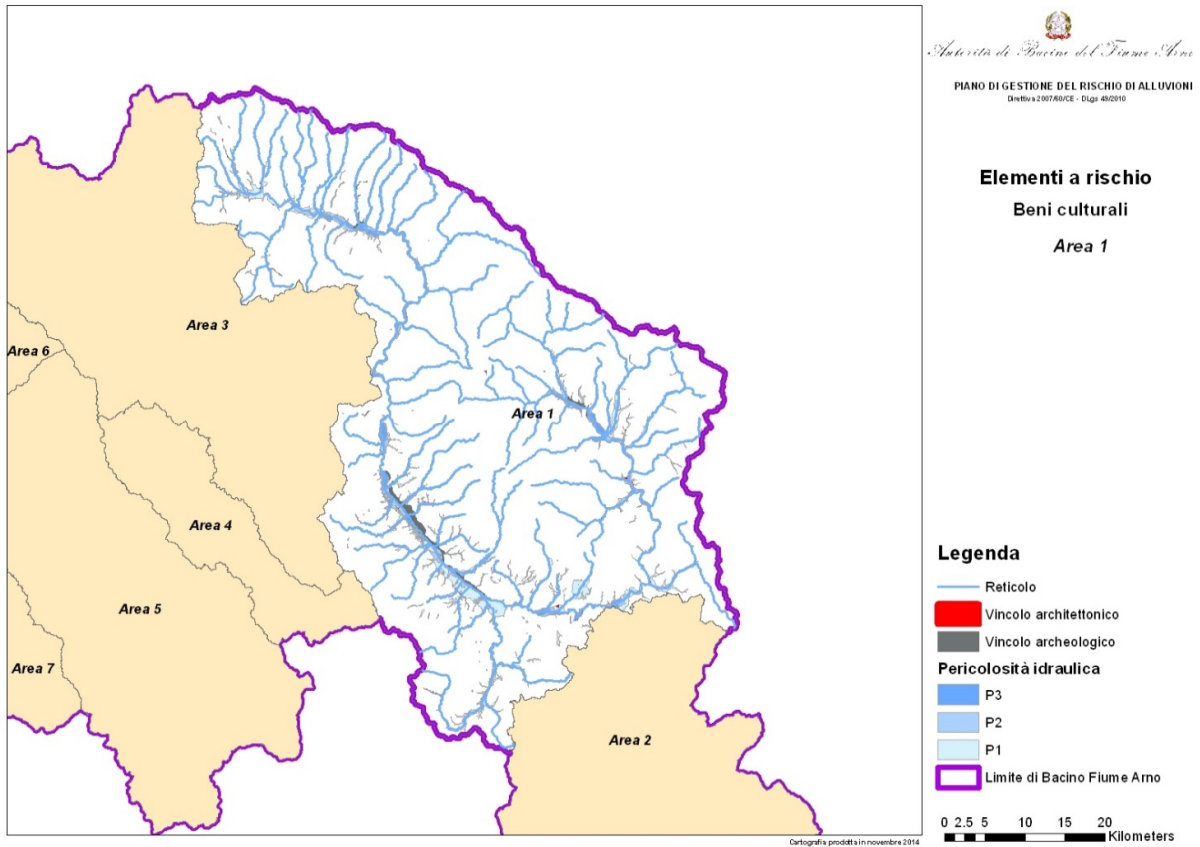 Autorità di Bacino del Fiume Arno
PIANO DI GESTIONE DEL RISCHIO DI ALLUVIONI
Direttiva 2007/60/CE - DLgs 49/2010
Elementi a rischio
Beni culturali
Area 1
Area 3
Area 6
Area 1
Area 4
Area 5
Area 7
Area 2
Legenda
Reticolo
Vincolo architettonico
Vincolo archeologico
Pericolosità idraulica
P3
P2
P1
Limite di Bacino Fiume Arno
0 2.5 5 10 15 20
Kilometers
Cartografia prodotta in novembre 2014